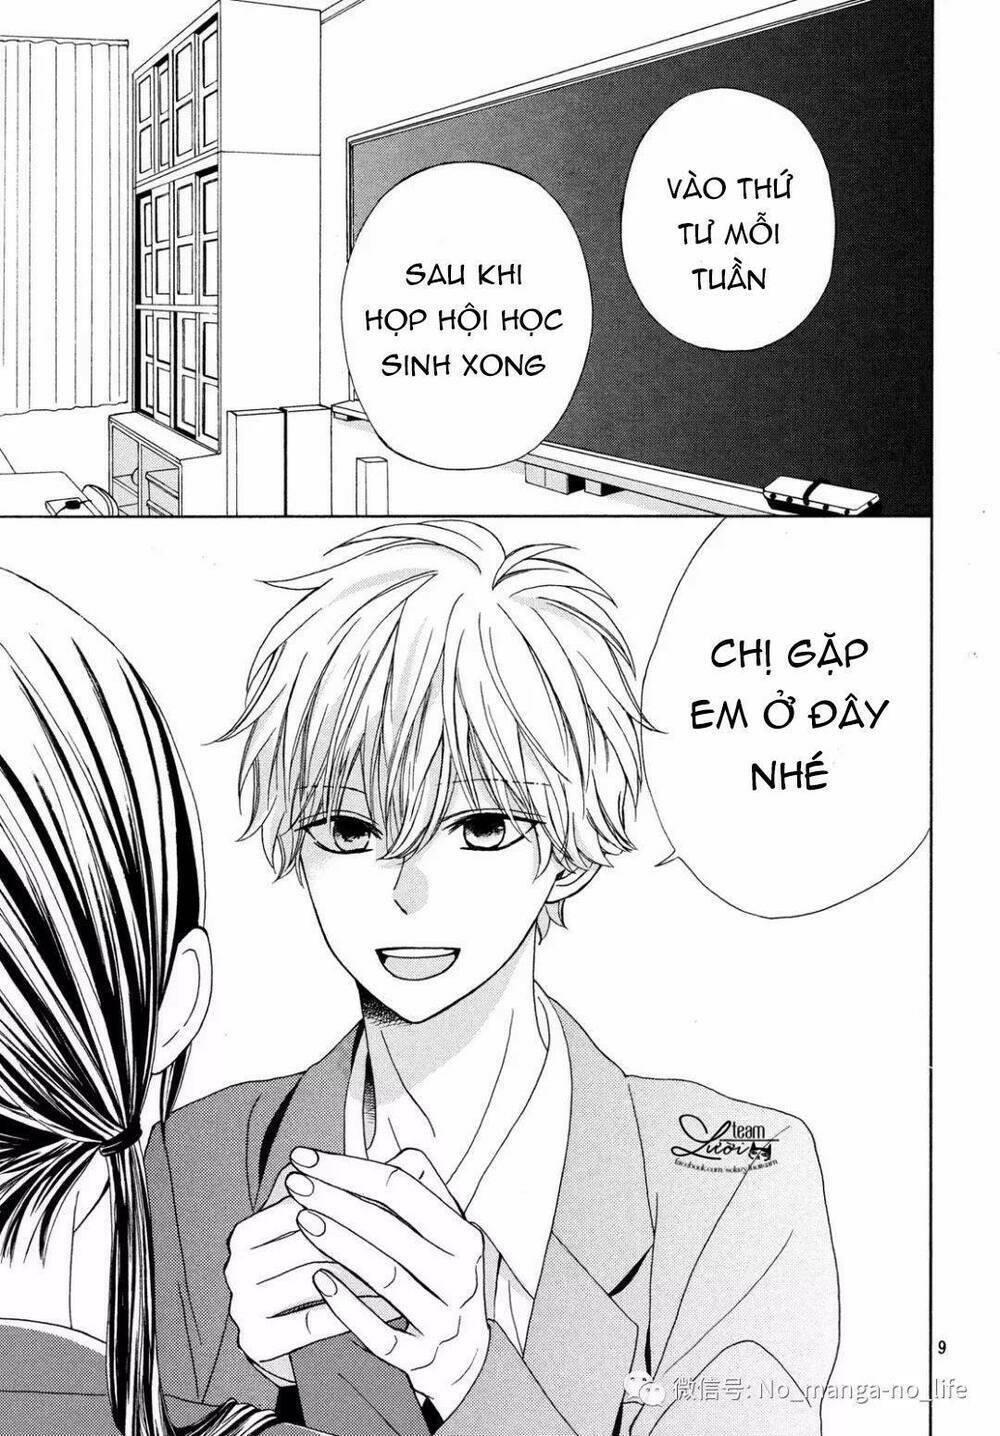 VÀO THỨ
TƯ MỖI
TUẦN
SAU KHI
HỌP HỘI HỌC
SINH XONG
CHỊ GẶP
EM Ở ĐÂY
NHÉ
team
Lười
9
微信号: No_manga-no_life